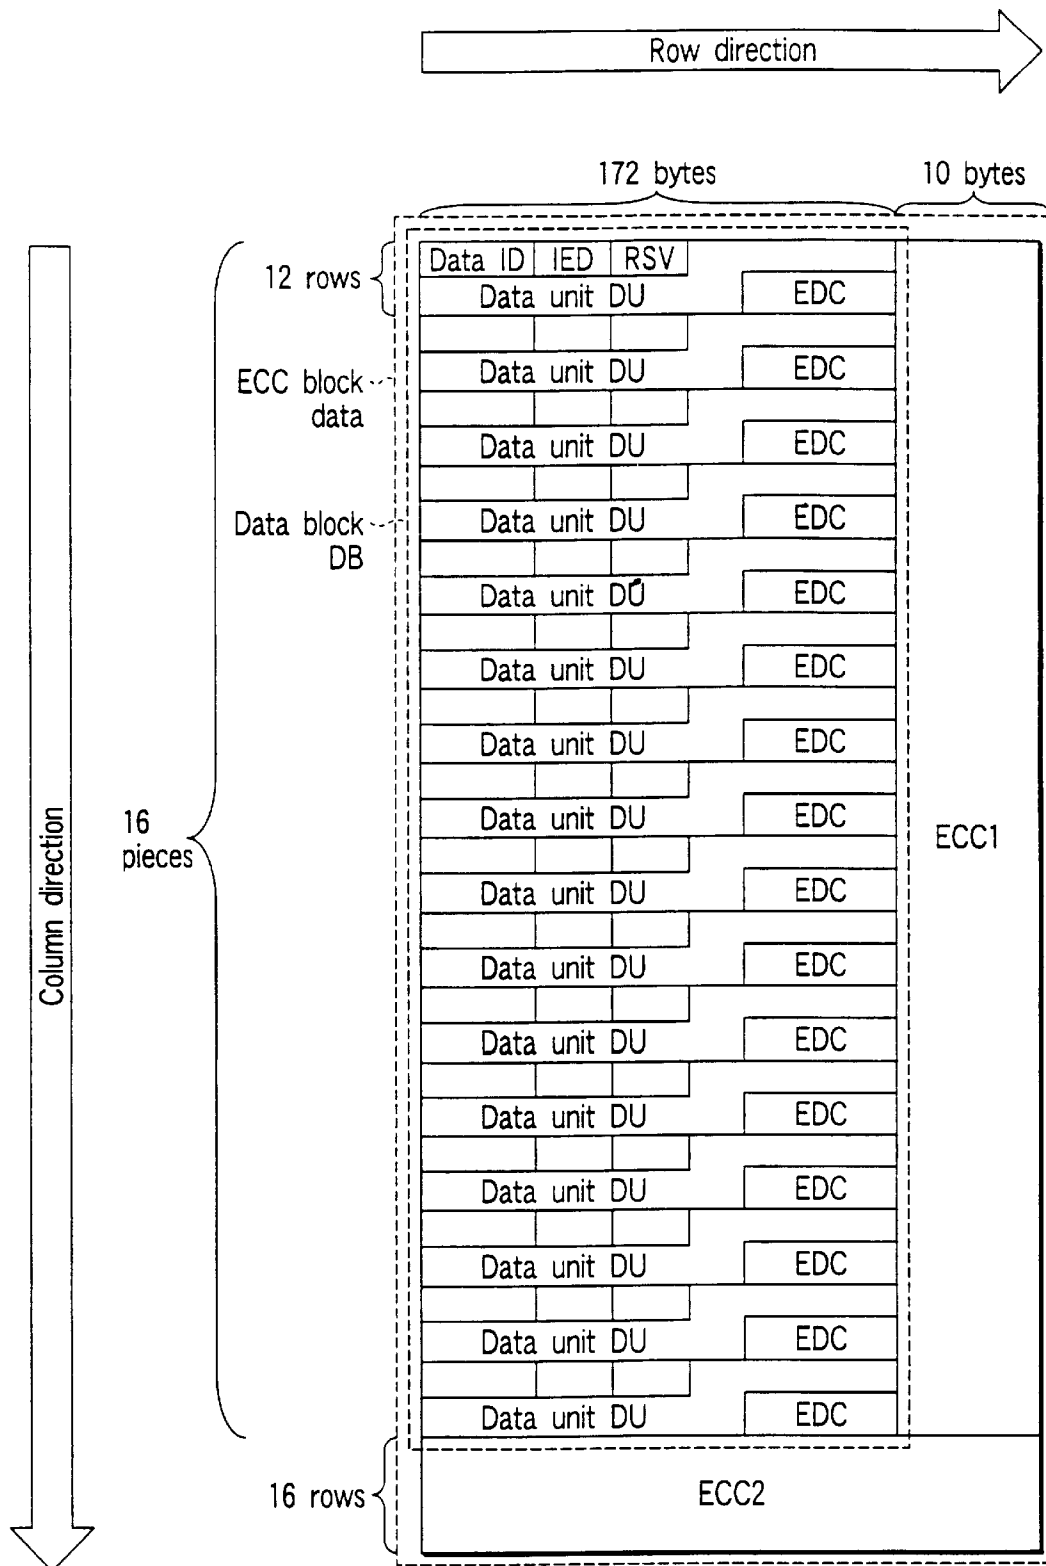 Row direction
172 bytes
10 bytes
12 rows
Data ID IED RSV
Data unit DU EDC
ECC block
data
Data unit DU EDC
Data unit DU EDC
Data block
DB
Data unit DU EDC
Data unit DU EDC
Data unit DU EDC
Data unit DU EDC
16
pieces
Data unit DU EDC
ECC1
Column direction
Data unit DU EDC
Data unit DU EDC
Data unit DU EDC
Data unit DU EDC
Data unit DU EDC
Data unit DU EDC
Data unit DU EDC
Data unit DU EDC
16 rows
ECC2